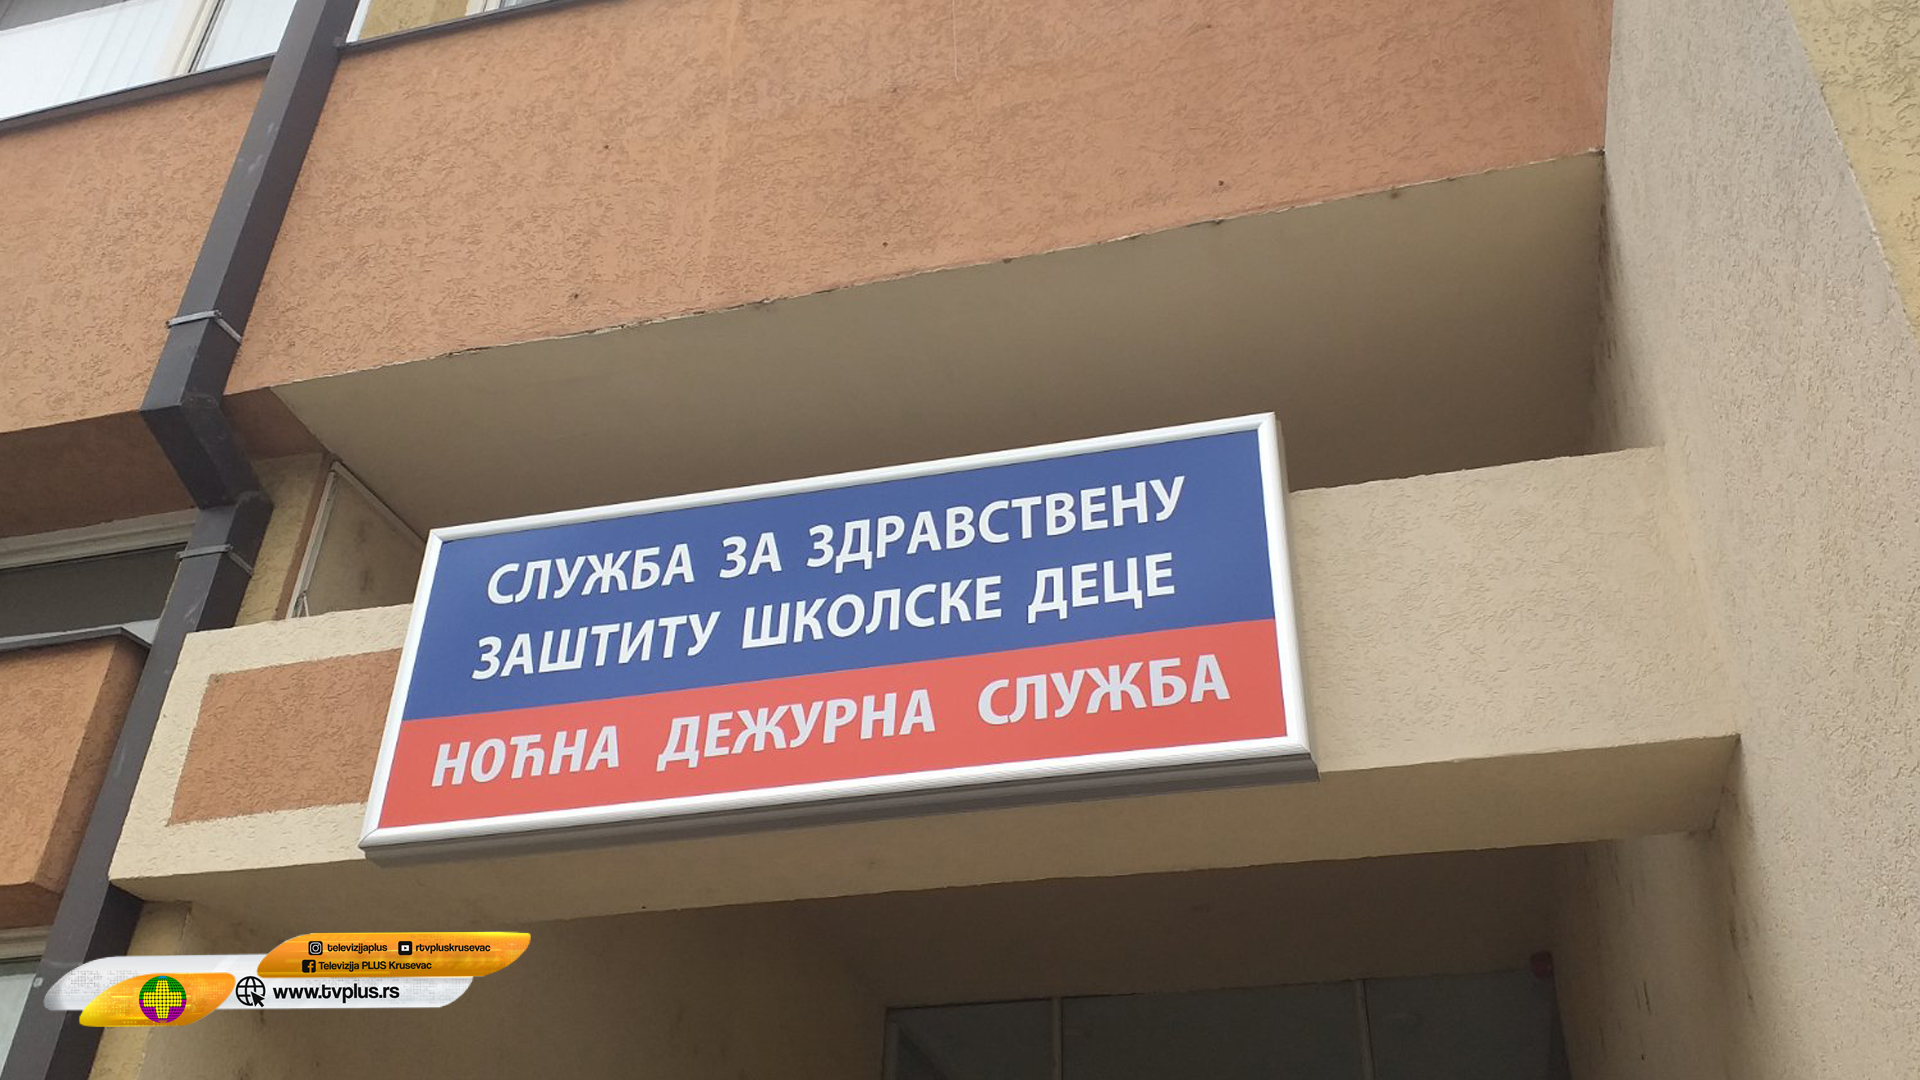 СЛУЖБА ЗА ЗДРАВСТВЕНУ
ЗАШТИТУ ШКОЛСКЕ ДЕЦЕ
НОЋНА ДЕЖУРНА СЛУЖБА
televizijaplus rtvpluskrusevac
Televizija PLUS Krusevac
www.tvplus.rs